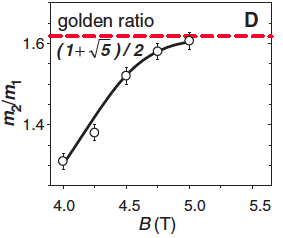 golden ratio D
(1+√5)/2
1.6
1.4
m₂/m₁
4.0 4.5 5.0 5.5
B(T)